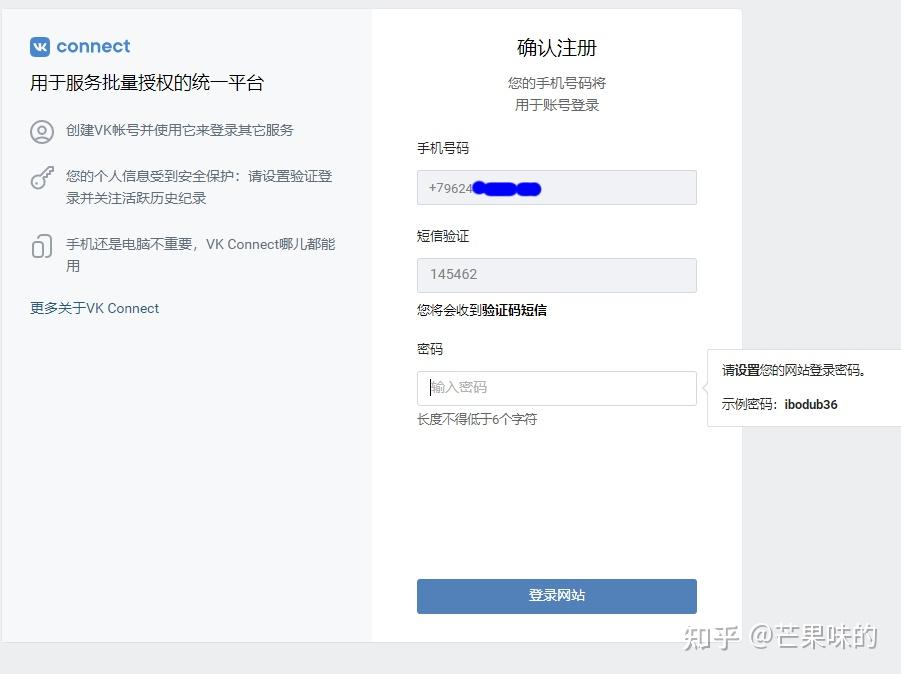 VK connect
用于服务批量授权的统一平台
创建VK帐号并使用它来登录其它服务
您的个人信息受到安全保护：请设置验证登
录并关注活跃历史纪录
手机还是电脑不重要，VK Connect哪儿都能
用
更多关于VK Connect
确认注册
您的手机号码将
用于账号登录
手机号码
+79624
短信验证
145462
您将会收到验证码短信
密码
输入密码
长度不得低于6个字符
请设置您的网站登录密码。
示例密码：ibodub36
登录网站
知乎 @芒果味的